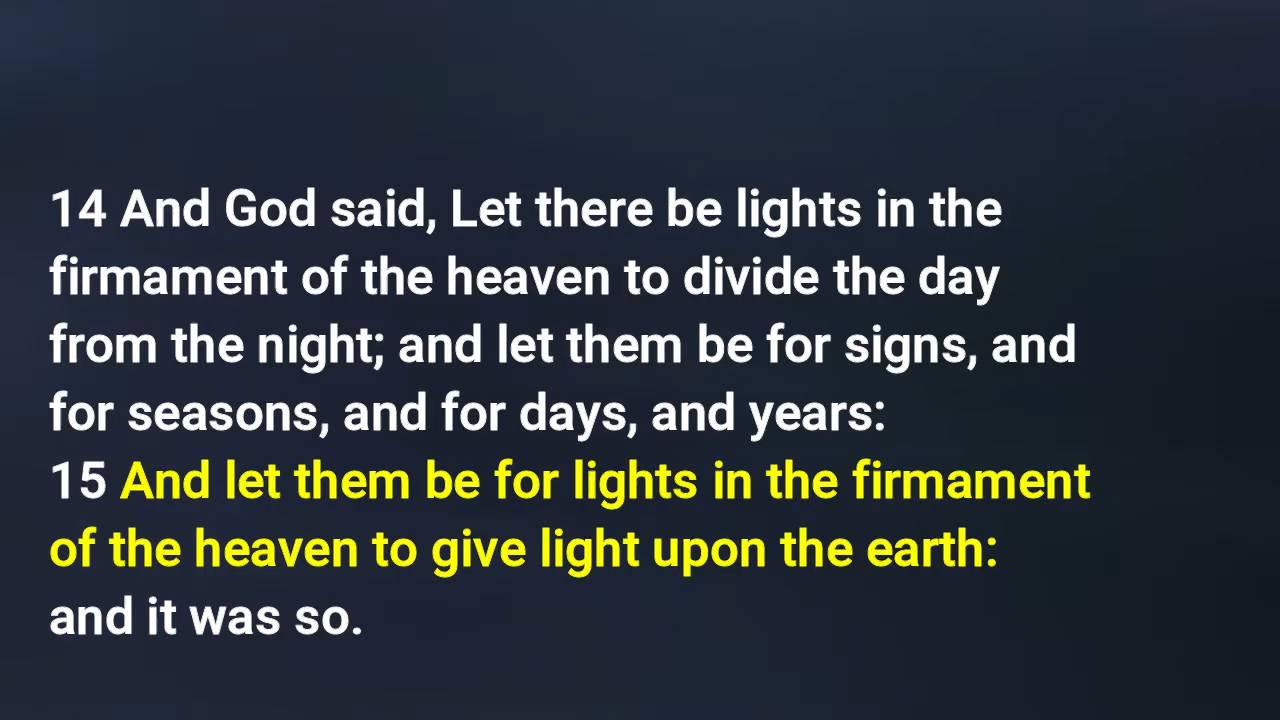 14 And God said, Let there be lights in the
firmament of the heaven to divide the day
from the night; and let them be for signs, and
for seasons, and for days, and years:
15 And let them be for lights in the firmament
of the heaven to give light upon the earth:
and it was so.